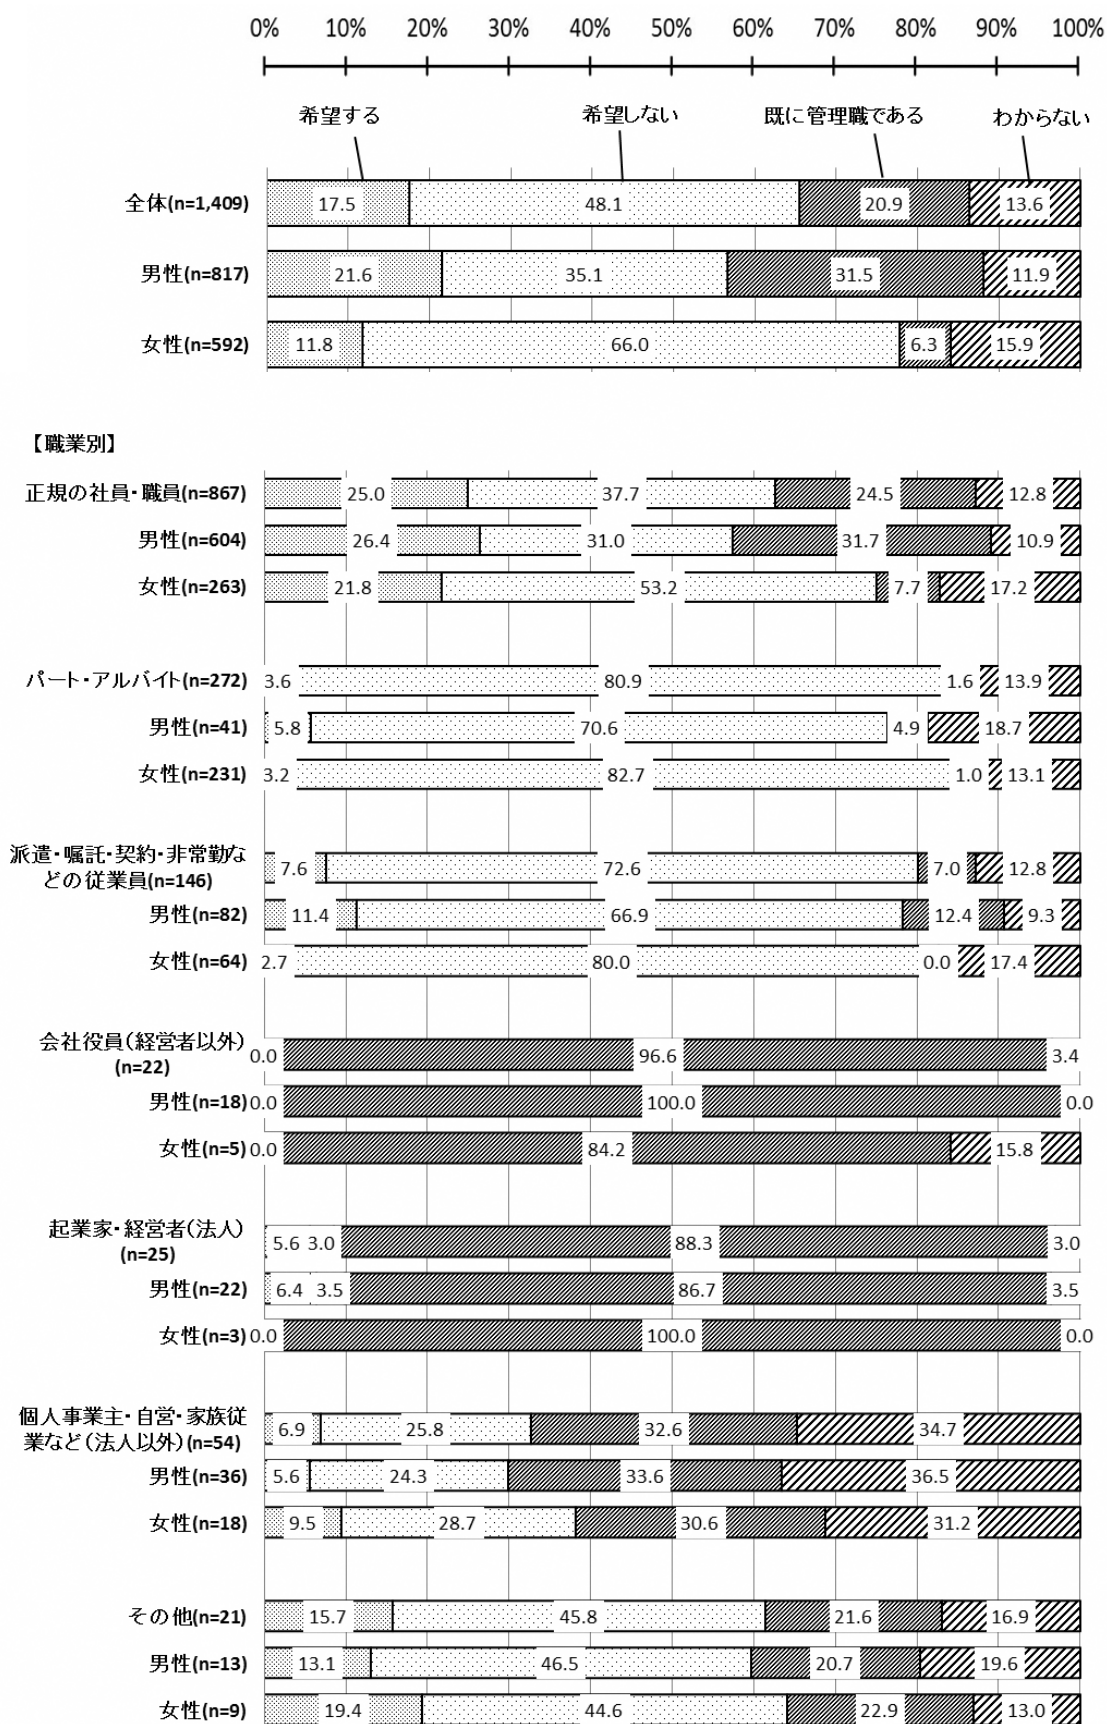 0% 10% 20% 30% 40% 50% 60% 70% 80% 90% 100%
希望する 希望しない 既に管理職である わからない
全体(n=1,409) 17.5 48.1 20.9 13.6
男性(n=817) 21.6 35.1 31.5 11.9
女性(n=592) 11.8 66.0 6.3 15.9
【職業別】
正規の社員・職員(n=867) 25.0 37.7 24.5 12.8
男性(n=604) 26.4 31.0 31.7 10.9
女性(n=263) 21.8 53.2 7.7 17.2
パート・アルバイト(n=272) 3.6 80.9 1.6 13.9
男性(n=41) 5.8 70.6 4.9 18.7
女性(n=231) 3.2 82.7 1.0 13.1
派遣・嘱託・契約・非常勤な
どの従業員(n=146) 7.6 72.6 7.0 12.8
男性(n=82) 11.4 66.9 12.4 9.3
女性(n=64) 2.7 80.0 0.0 17.4
会社役員(経営者以外)
(n=22) 0.0 96.6 3.4
男性(n=18) 0.0 100.0 0.0
女性(n=5) 0.0 84.2 15.8
起業家・経営者(法人)
(n=25) 5.6 3.0 88.3 3.0
男性(n=22) 6.4 3.5 86.7 3.5
女性(n=3) 0.0 100.0 0.0
個人事業主・自営・家族従
業など(法人以外)(n=54) 6.9 25.8 32.6 34.7
男性(n=36) 5.6 24.3 33.6 36.5
女性(n=18) 9.5 28.7 30.6 31.2
その他(n=21) 15.7 45.8 21.6 16.9
男性(n=13) 13.1 46.5 20.7 19.6
女性(n=9) 19.4 44.6 22.9 13.0